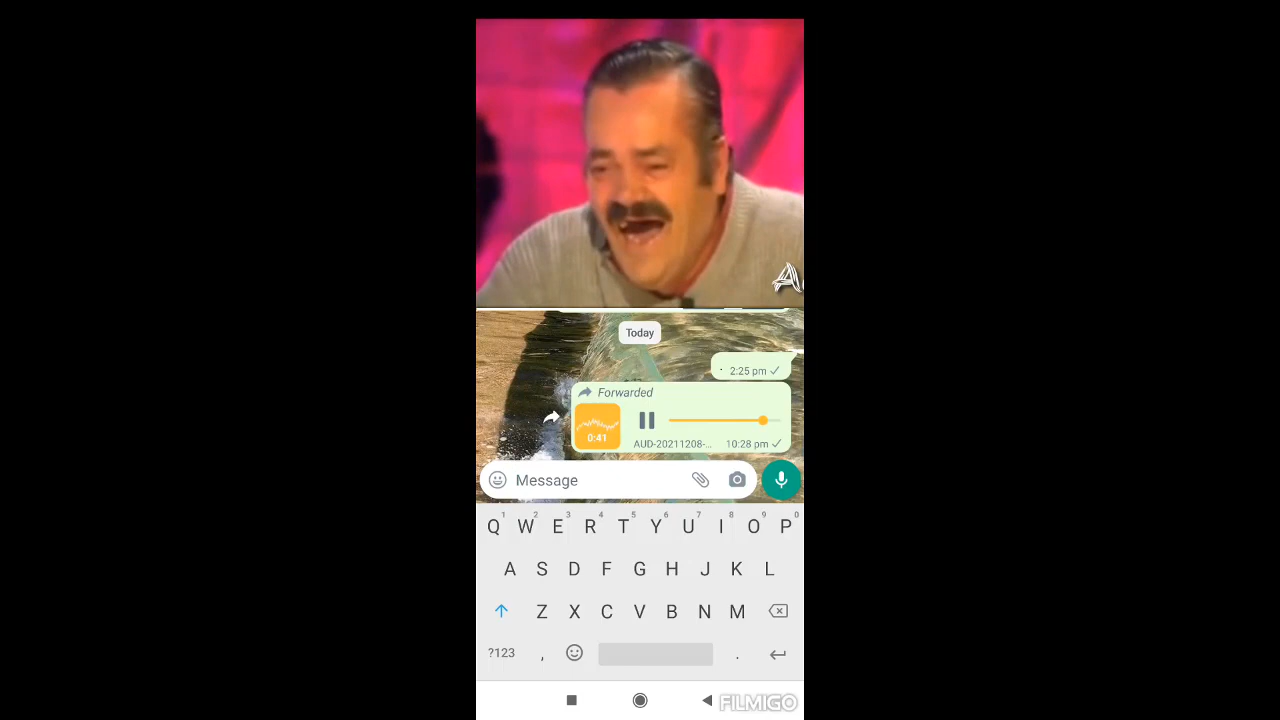 Today
. 2:25 pm
Forwarded
0:41
AUD-20211208-... 10:28 pm
Message
1 2 3 4 5 6 7 8 9 0
Q W E R T Y U I O P
A S D F G H J K L
Z X C V B N M
?123 , .
FILMIGO